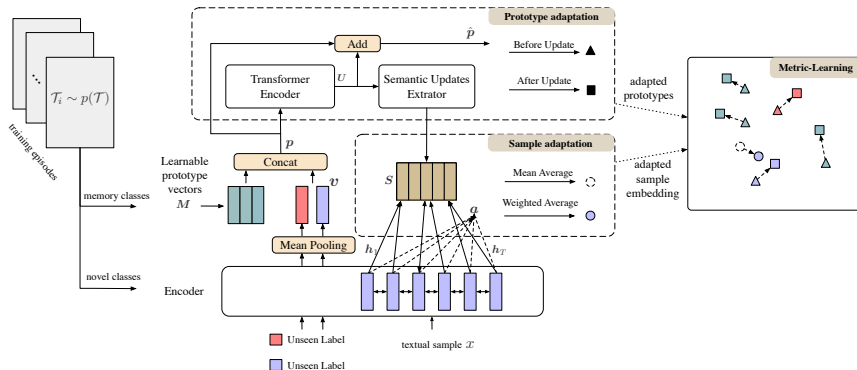 Prototype adaptation
Add
p̂
Before Update
After Update
Transformer
Encoder
U
Semantic Updates
Extrator
Metric-Learning
adapted
prototypes
𝒯ᵢ ∼ p(𝒯)
training episodes
p
Concat
Learnable
prototype
vectors
M
v
memory classes
Sample adaptation
S
Mean Average
Weighted Average
a
adapted
sample
embedding
Mean Pooling
h₁
h_T
novel classes
Encoder
Unseen Label
textual sample x
Unseen Label